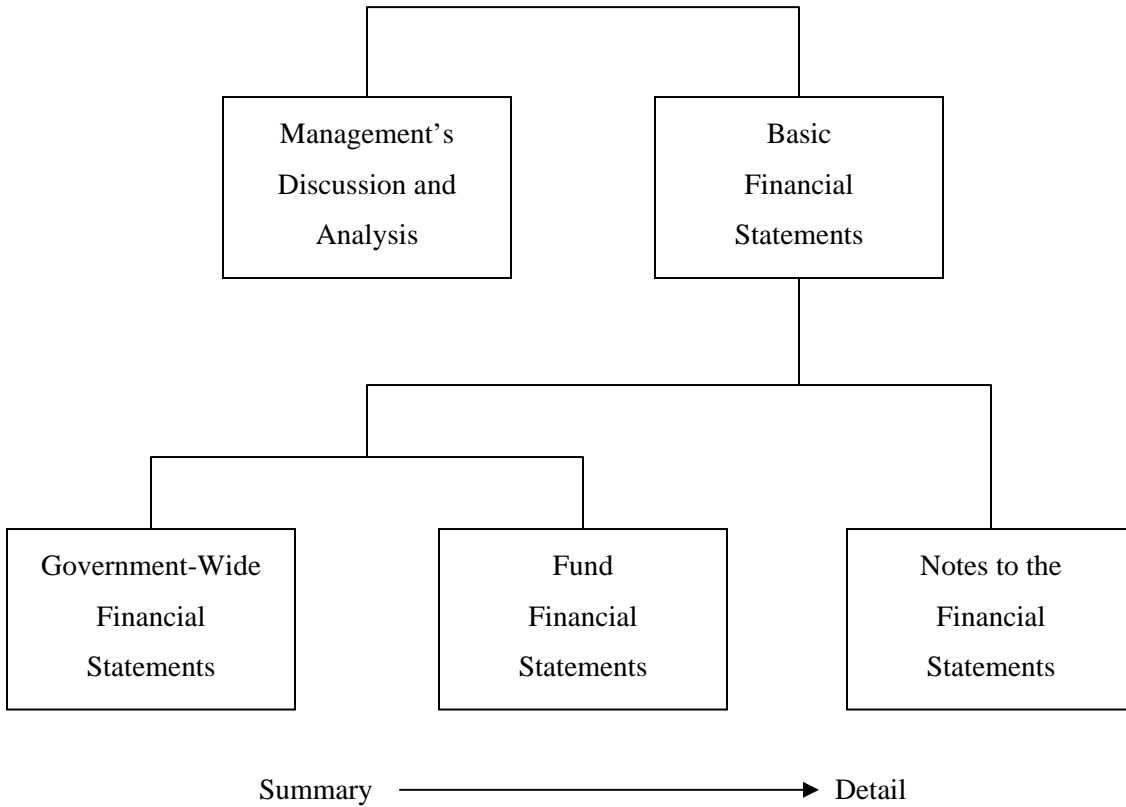 Management’s
Discussion and
Analysis
Basic
Financial
Statements
Government-Wide
Financial
Statements
Fund
Financial
Statements
Notes to the
Financial
Statements
Summary
Detail